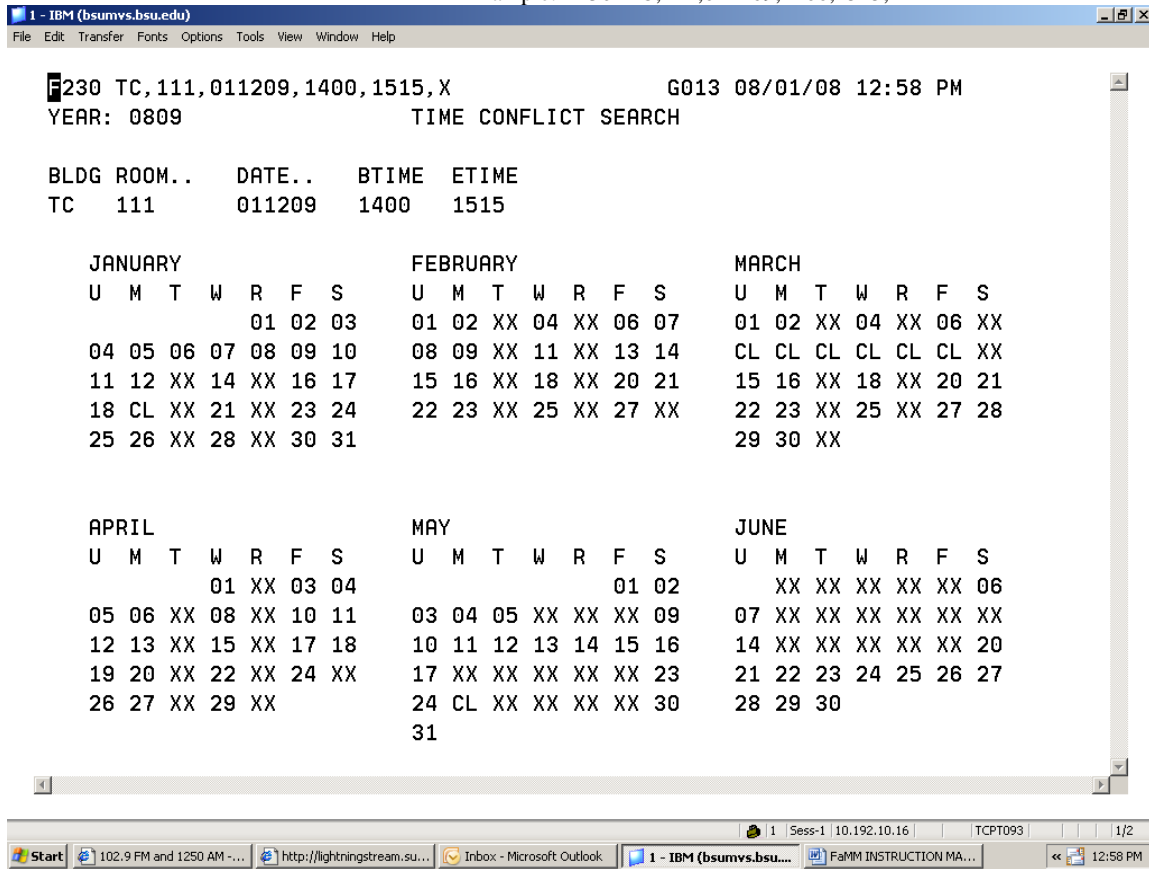 1 - IBM (bsumvs.bsu.edu)
File Edit Transfer Fonts Options Tools View Window Help
F230 TC,111,011209,1400,1515,X G013 08/01/08 12:58 PM
YEAR: 0809 TIME CONFLICT SEARCH
BLDG ROOM.. DATE.. BTIME ETIME
TC 111 011209 1400 1515
JANUARY FEBRUARY MARCH
U M T W R F S U M T W R F S U M T W R F S
01 02 03 01 02 XX 04 XX 06 07 01 02 XX 04 XX 06 XX
04 05 06 07 08 09 10 08 09 XX 11 XX 13 14 CL CL CL CL CL CL XX
11 12 XX 14 XX 16 17 15 16 XX 18 XX 20 21 15 16 XX 18 XX 20 21
18 CL XX 21 XX 23 24 22 23 XX 25 XX 27 XX 22 23 XX 25 XX 27 28
25 26 XX 28 XX 30 31 29 30 XX
APRIL MAY JUNE
U M T W R F S U M T W R F S U M T W R F S
01 XX 03 04 01 02 XX XX XX XX XX 06
05 06 XX 08 XX 10 11 03 04 05 XX XX XX 09 07 XX XX XX XX XX XX
12 13 XX 15 XX 17 18 10 11 12 13 14 15 16 14 XX XX XX XX XX 20
19 20 XX 22 XX 24 XX 17 XX XX XX XX XX 23 21 22 23 24 25 26 27
26 27 XX 29 XX 24 CL XX XX XX XX 30 28 29 30
31
1 Sess-1 10.192.10.16 TCPT093 1/2
Start 102.9 FM and 1250 AM -... http://lightningstream.su... Inbox - Microsoft Outlook 1 - IBM (bsumvs.bsu.... FaMM INSTRUCTION MA... « 12:58 PM